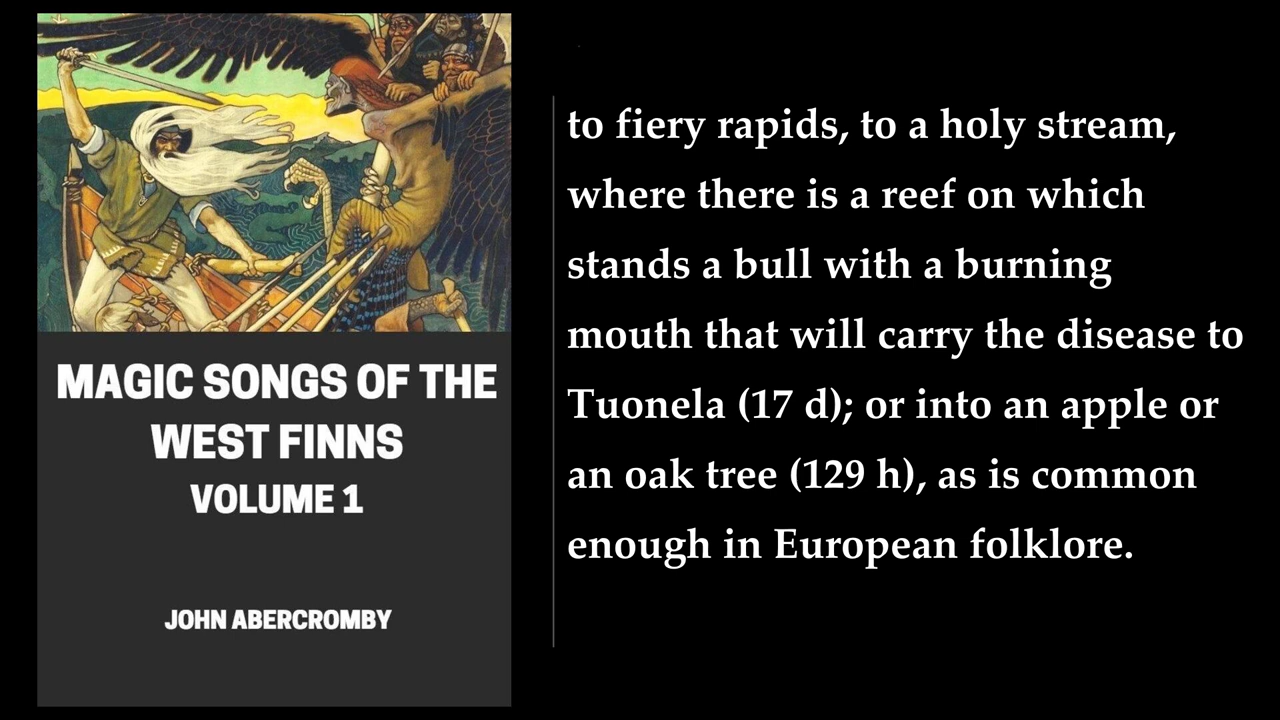 MAGIC SONGS OF THE
WEST FINNS
VOLUME 1
JOHN ABERCROMBY
to fiery rapids, to a holy stream,
where there is a reef on which
stands a bull with a burning
mouth that will carry the disease to
Tuonela (17 d); or into an apple or
an oak tree (129 h), as is common
enough in European folklore.